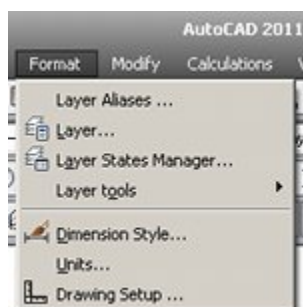 AutoCAD 2011
Format Modify Calculations
Layer Aliases ...
Layer...
Layer States Manager...
Layer tools
Dimension Style...
Units...
Drawing Setup ...